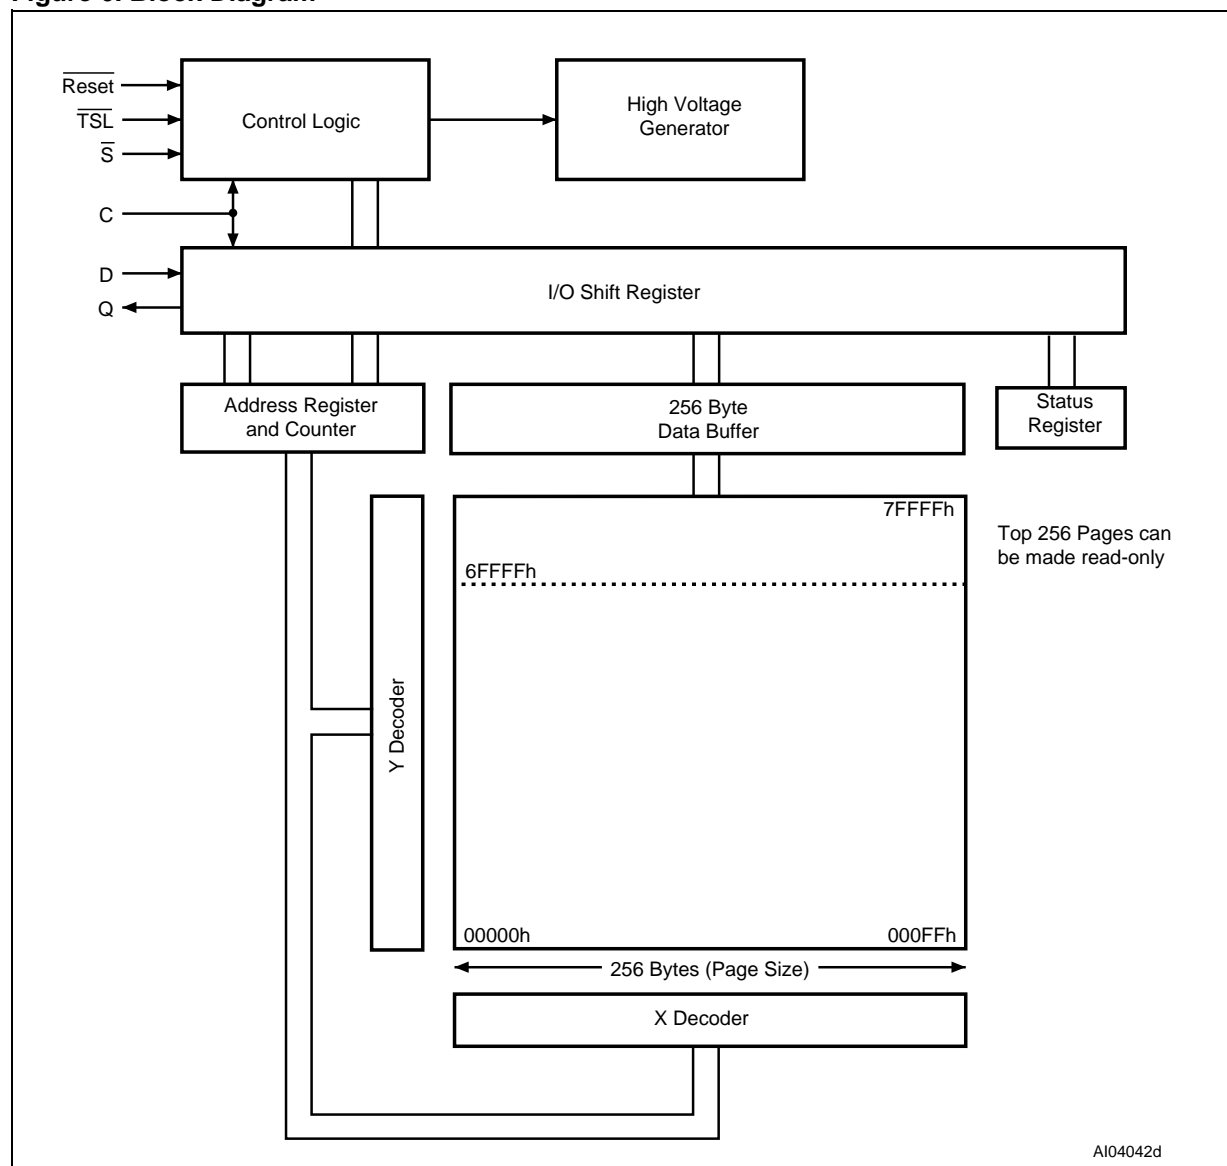 Figure Block Diagram
Reset
TSL
S
Control Logic
High Voltage
Generator
C
D
Q
I/O Shift Register
Address Register
and Counter
256 Byte
Data Buffer
Status
Register
7FFFFh
Top 256 Pages can
be made read-only
6FFFFh
Y Decoder
00000h
000FFh
256 Bytes (Page Size)
X Decoder
AI04042d